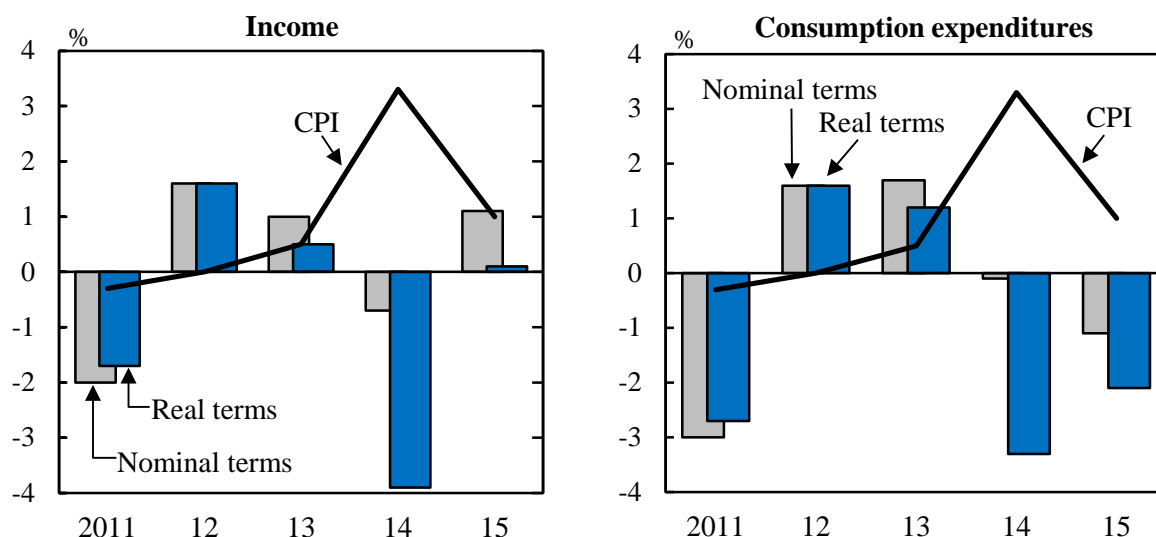 Income
%
4
3
2
1
0
-1
-2
-3
-4
CPI
Real terms
Nominal terms
2011 12 13 14 15
Consumption expenditures
%
4
3
2
1
0
-1
-2
-3
-4
Nominal terms
Real terms
CPI
2011 12 13 14 15